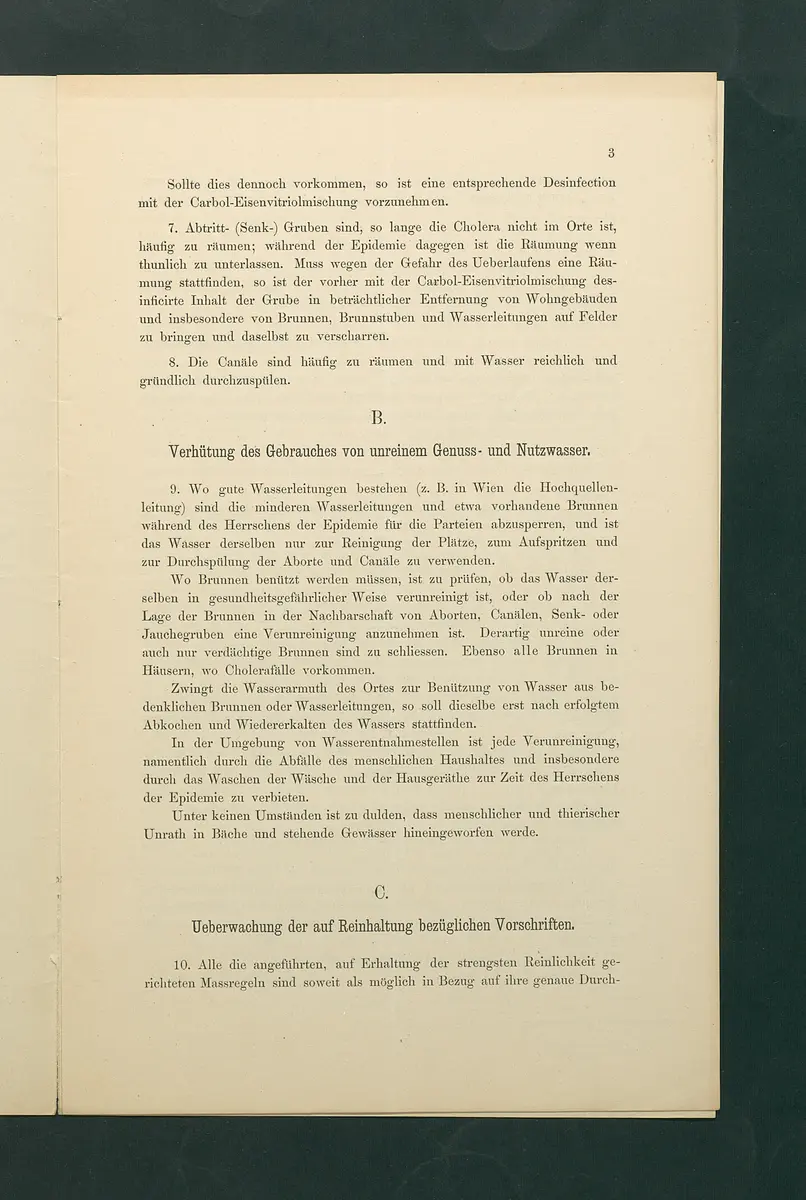 3
Sollte dies dennoch vorkommen, so ist eine entsprechende Desinfection
mit der Carbol-Eisenvitriolmischung vorzunehmen.
7. Abtritt- (Senk-) Gruben sind, so lange die Cholera nicht im Orte ist,
häufig zu räumen; während der Epidemie dagegen ist die Räumung wenn
thunlich zu unterlassen. Muss wegen der Gefahr des Ueberlaufens eine Räu-
mung stattfinden, so ist der vorher mit der Carbol-Eisenvitriolmischung des-
inficirte Inhalt der Grube in beträchtlicher Entfernung von Wohngebäuden
und insbesondere von Brunnen, Brunnstuben und Wasserleitungen auf Felder
zu bringen und daselbst zu verscharren.
8. Die Canäle sind häufig zu räumen und mit Wasser reichlich und
gründlich durchzuspülen.
B.
Verhütung des Gebrauches von unreinem Genuss- und Nutzwasser.
9. Wo gute Wasserleitungen bestehen (z. B. in Wien die Hochquellen-
leitung) sind die minderen Wasserleitungen und etwa vorhandene Brunnen
während des Herrschens der Epidemie für die Parteien abzusperren, und ist
das Wasser derselben nur zur Reinigung der Plätze, zum Aufspritzen und
zur Durchspülung der Aborte und Canäle zu verwenden.
Wo Brunnen benützt werden müssen, ist zu prüfen, ob das Wasser der-
selben in gesundheitsgefährlicher Weise verunreinigt ist, oder ob nach der
Lage der Brunnen in der Nachbarschaft von Aborten, Canälen, Senk- oder
Jauchegruben eine Verunreinigung anzunehmen ist. Derartig unreine oder
auch nur verdächtige Brunnen sind zu schliessen. Ebenso alle Brunnen in
Häusern, wo Cholerafälle vorkommen.
Zwingt die Wasserarmuth des Ortes zur Benützung von Wasser aus be-
denklichen Brunnen oder Wasserleitungen, so soll dieselbe erst nach erfolgtem
Abkochen und Wiedererkalten des Wassers stattfinden.
In der Umgebung von Wasserentnahmestellen ist jede Verunreinigung,
namentlich durch die Abfälle des menschlichen Haushaltes und insbesondere
durch das Waschen der Wäsche und der Hausgeräthe zur Zeit des Herrschens
der Epidemie zu verbieten.
Unter keinen Umständen ist zu dulden, dass menschlicher und thierischer
Unrath in Bäche und stehende Gewässer hineingeworfen werde.
C.
Ueberwachung der auf Reinhaltung bezüglichen Vorschriften.
10. Alle die angeführten, auf Erhaltung der strengsten Reinlichkeit ge-
richteten Massregeln sind soweit als möglich in Bezug auf ihre genaue Durch-